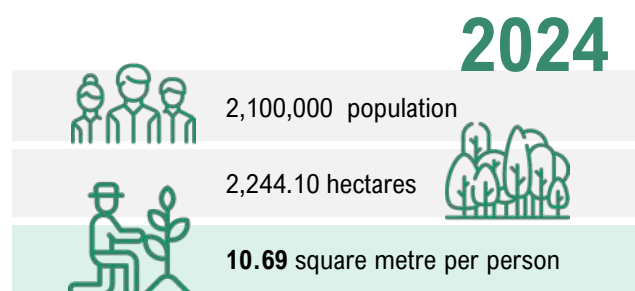 2024
2,100,000 population
2,244.10 hectares
10.69 square metre per person